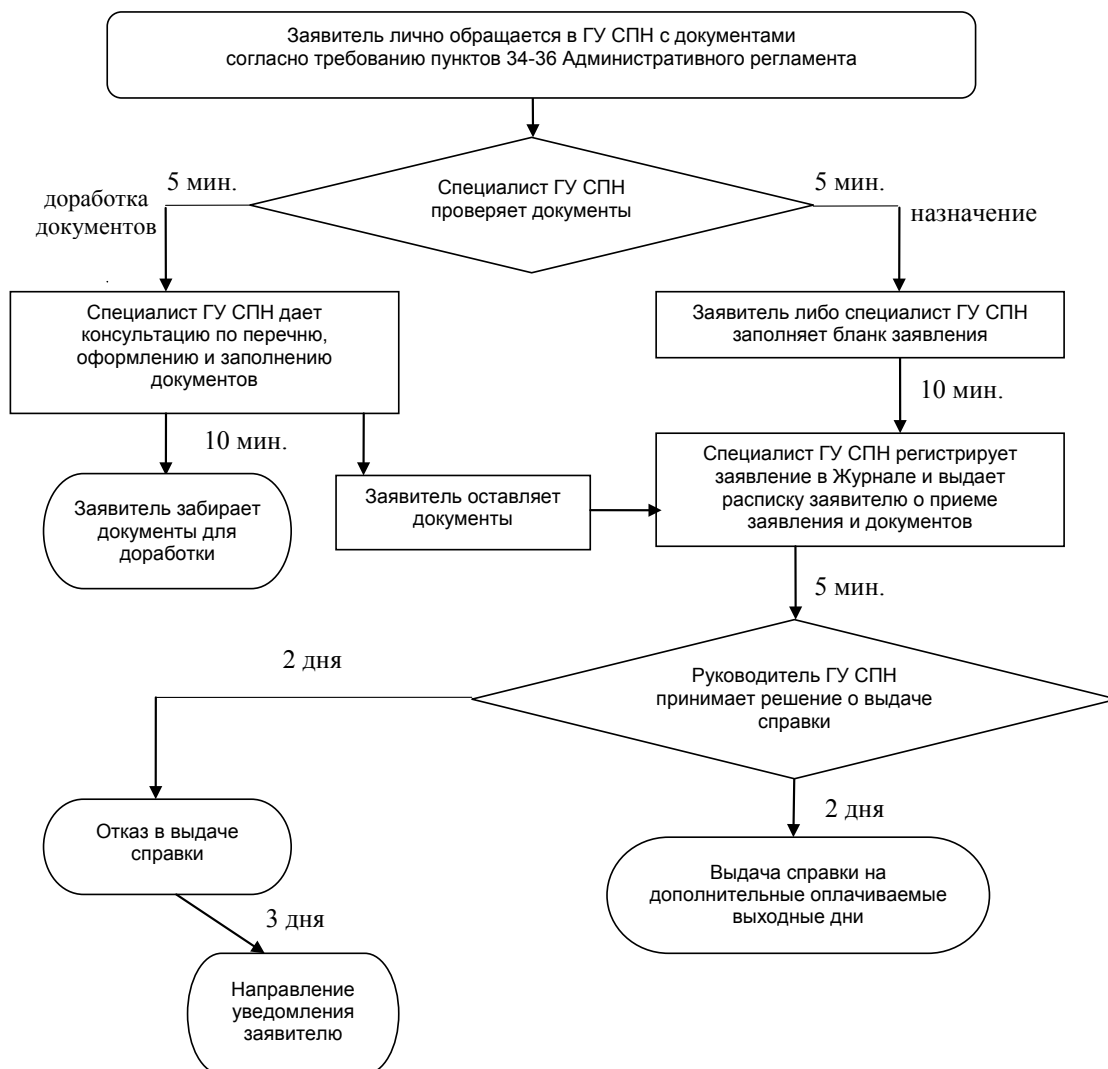 Заявитель лично обращается в ГУ СПН с документами
согласно требованию пунктов 34-36 Административного регламента
5 мин.
доработка
документов
Специалист ГУ СПН
проверяет документы
5 мин.
назначение
Специалист ГУ СПН дает
консультацию по перечню,
оформлению и заполнению
документов
Заявитель либо специалист ГУ СПН
заполняет бланк заявления
10 мин.
10 мин.
Заявитель забирает
документы для
доработки
Заявитель оставляет
документы
Специалист ГУ СПН регистрирует
заявление в Журнале и выдает
расписку заявителю о приеме
заявления и документов
5 мин.
2 дня
Руководитель ГУ СПН
принимает решение о выдаче
справки
2 дня
Отказ в выдаче
справки
Выдача справки на
дополнительные оплачиваемые
выходные дни
3 дня
Направление
уведомления
заявителю